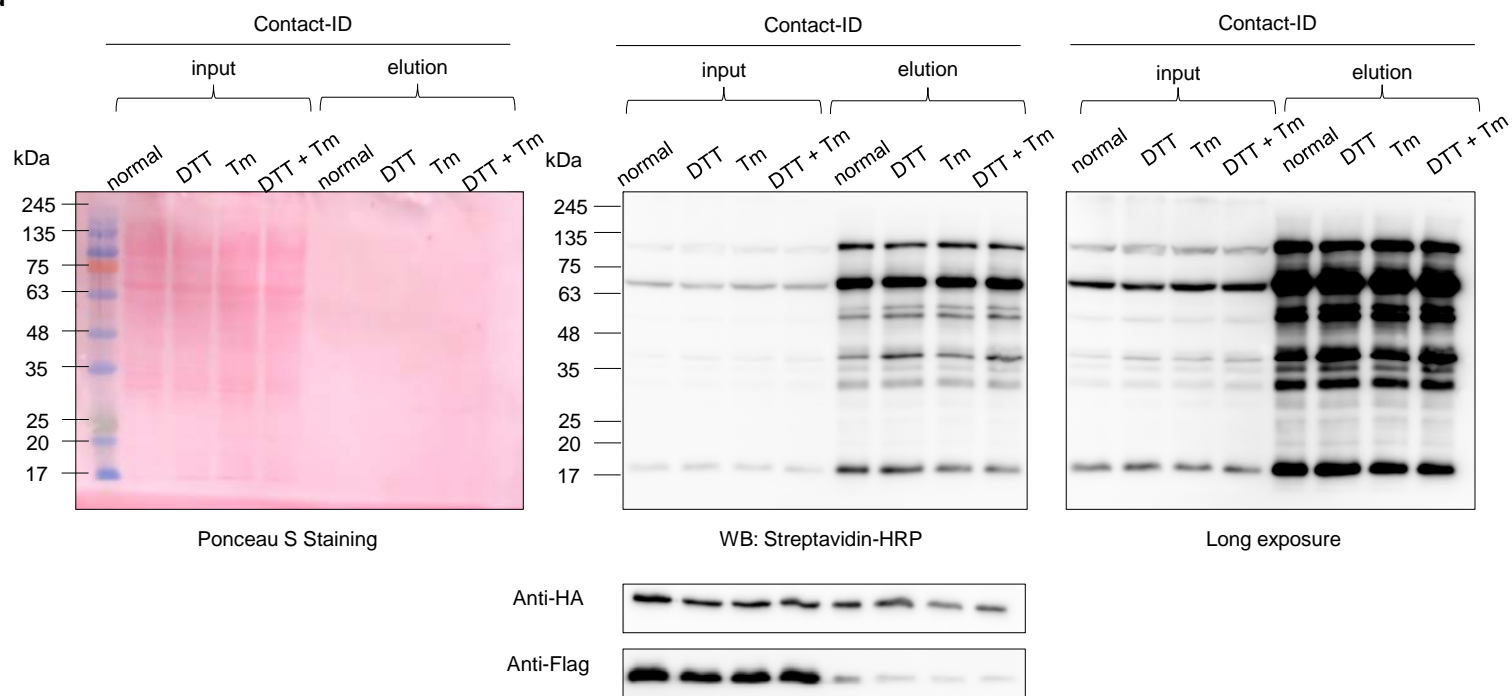 Contact-ID
input elution
kDa normal DTT Tm DTT + Tm normal DTT Tm DTT + Tm
245
135
75
63
48
35
25
20
17
Ponceau S Staining
Contact-ID
input elution
kDa normal DTT Tm DTT + Tm normal DTT Tm DTT + Tm
245
135
75
63
48
35
25
20
17
WB: Streptavidin-HRP
Contact-ID
input elution
normal DTT Tm DTT + Tm normal DTT Tm DTT + Tm
Long exposure
Anti-HA
Anti-Flag